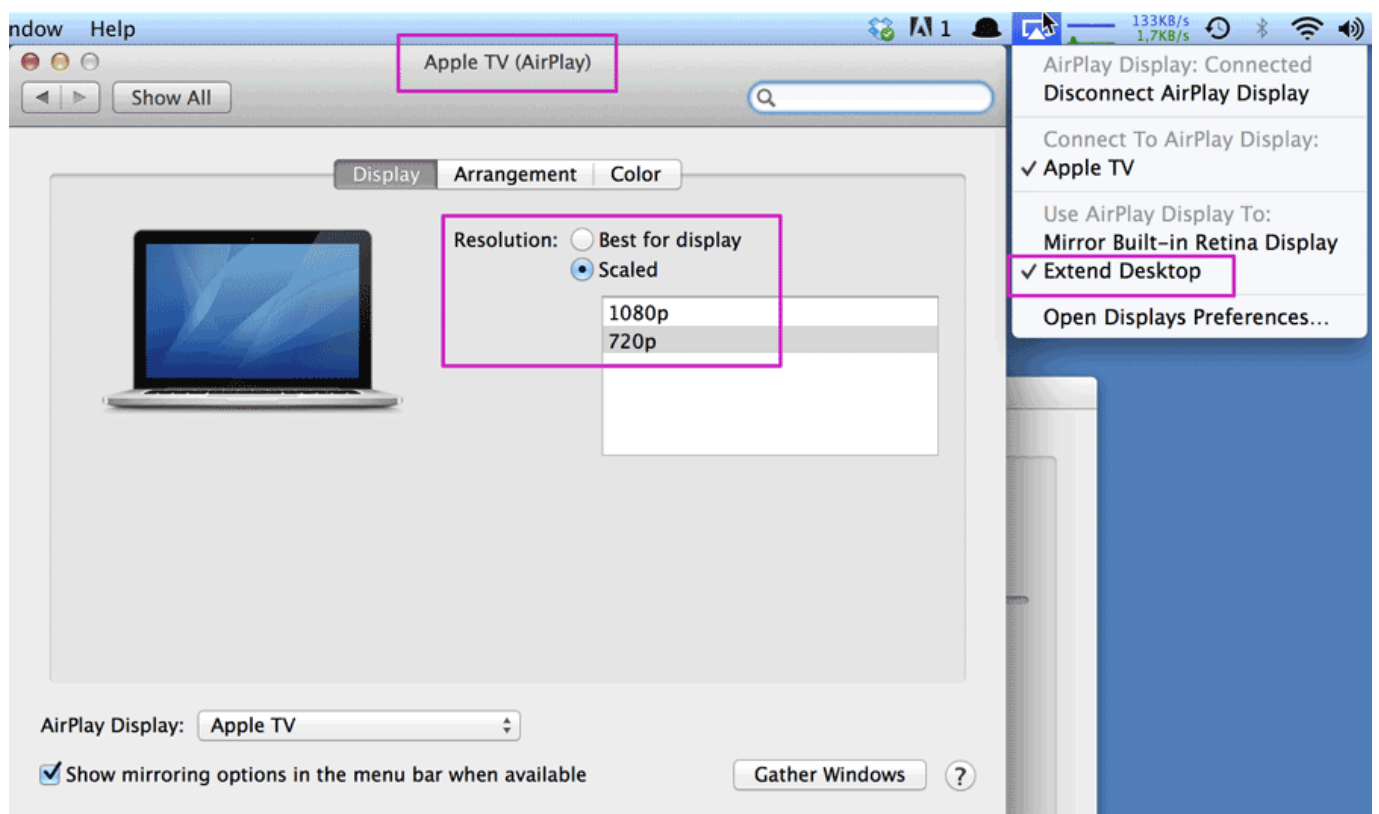 ndow Help
1
133KB/s
1,7KB/s
Apple TV (AirPlay)
Show All
Display Arrangement Color
Resolution: Best for display
Scaled
1080p
720p
AirPlay Display: Apple TV
Show mirroring options in the menu bar when available
Gather Windows ?
AirPlay Display: Connected
Disconnect AirPlay Display
Connect To AirPlay Display:
✓ Apple TV
Use AirPlay Display To:
Mirror Built-in Retina Display
✓ Extend Desktop
Open Displays Preferences...